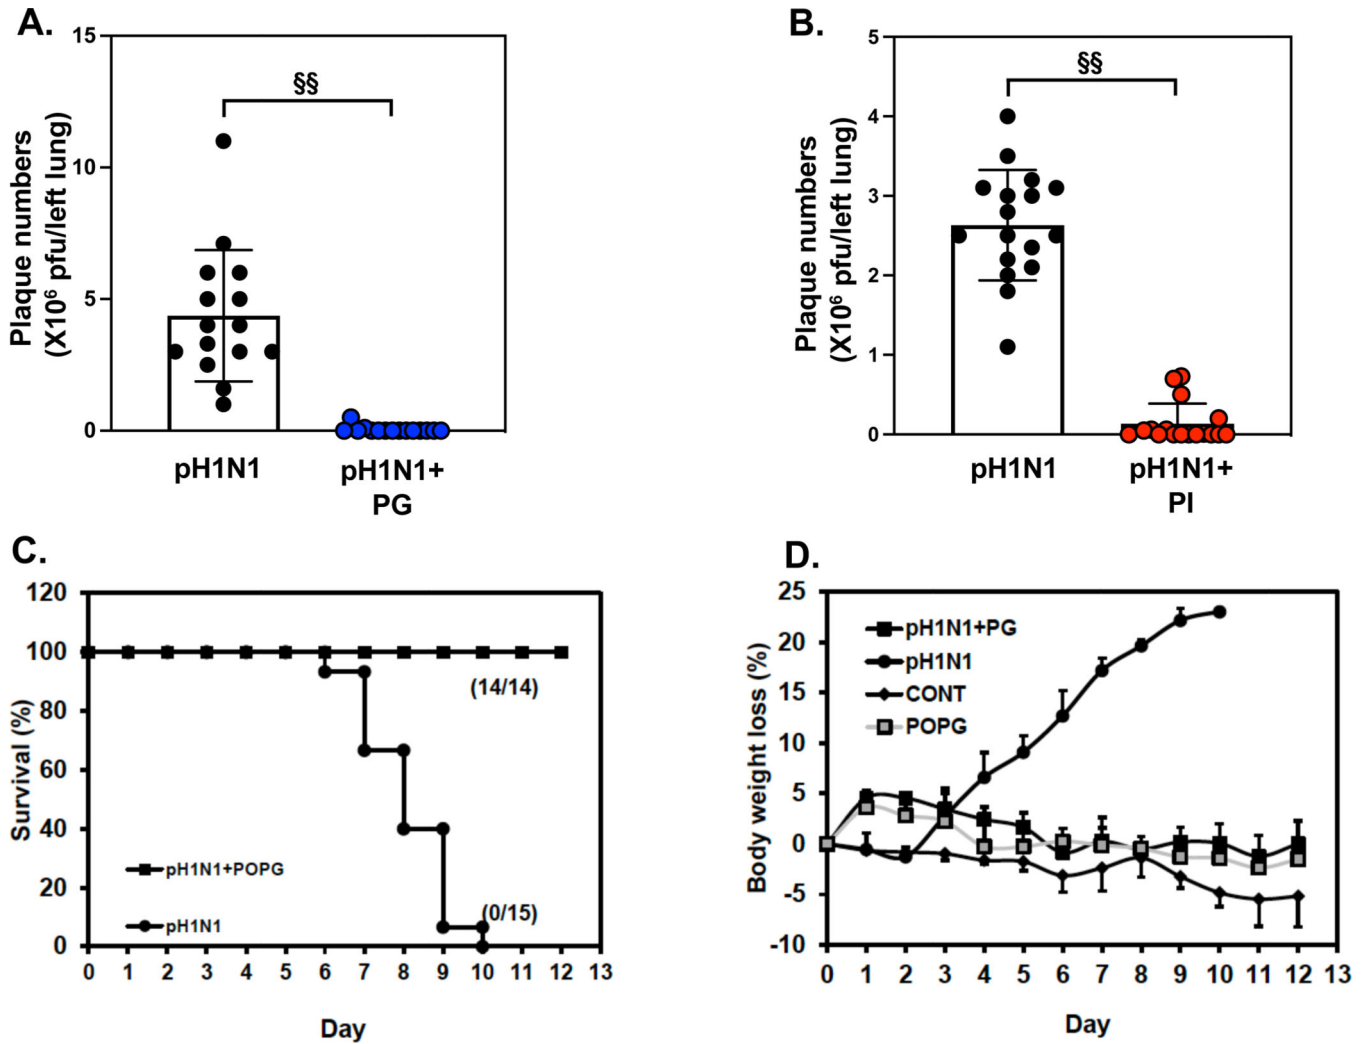 A.
Plaque numbers
(X10⁶ pfu/left lung)
15
10
5
0
§§
pH1N1
pH1N1+
PG
B.
Plaque numbers
(X10⁶ pfu/left lung)
5
4
3
2
1
0
§§
pH1N1
pH1N1+
PI
C.
Survival (%)
120
100
80
60
40
20
0
(14/14)
(0/15)
pH1N1+POPG
pH1N1
0 1 2 3 4 5 6 7 8 9 10 11 12 13
Day
D.
Body weight loss (%)
25
20
15
10
5
0
-5
-10
pH1N1+PG
pH1N1
CONT
POPG
0 1 2 3 4 5 6 7 8 9 10 11 12 13
Day